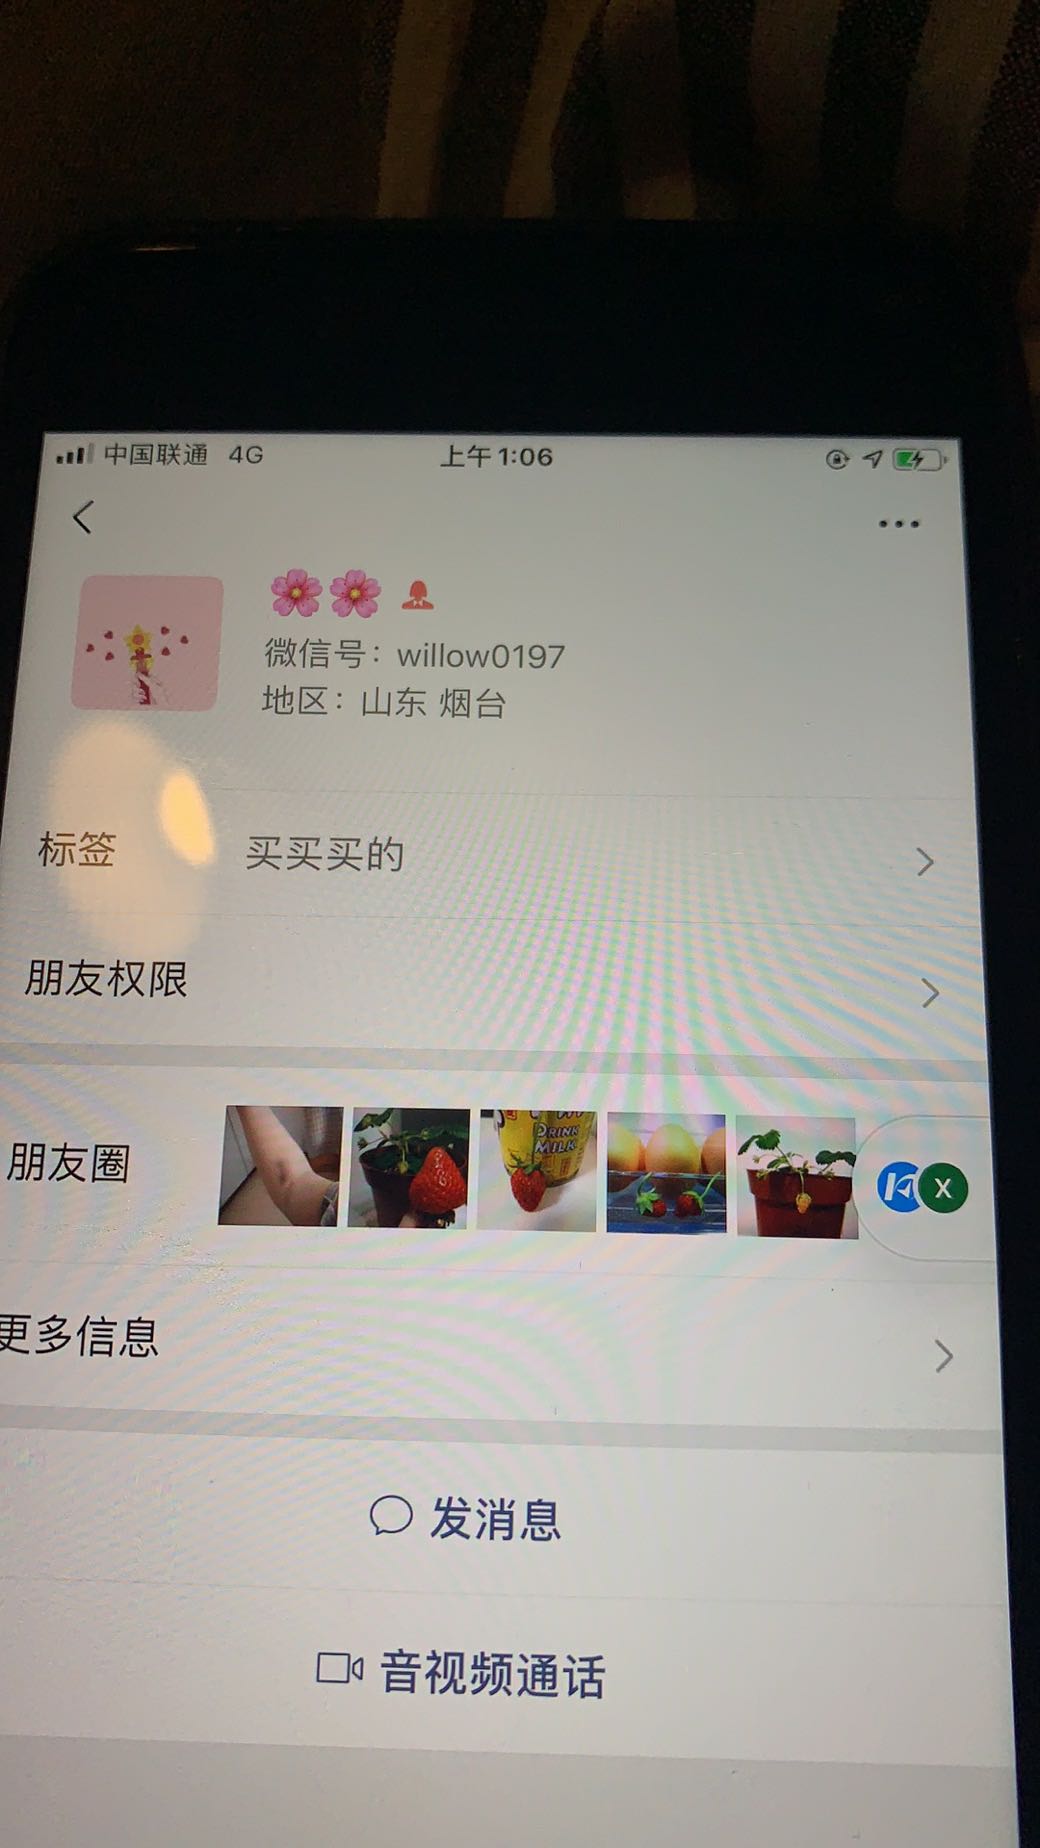 中国联通 4G 上午1:06
🌸🌸
微信号：willow0197
地区：山东 烟台
标签 买买买的
朋友权限
朋友圈
DRINK
MILK
X
更多信息
发消息
音视频通话